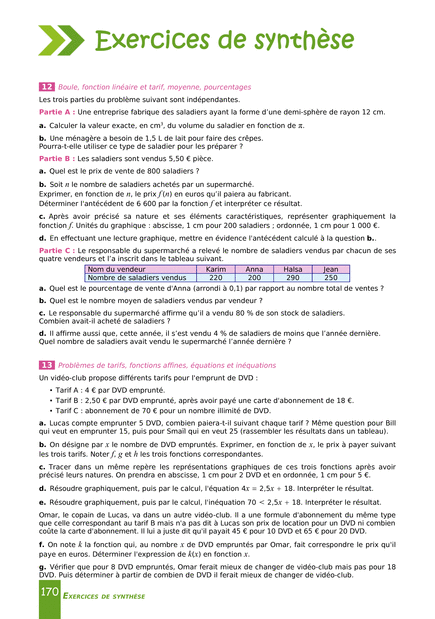 Exercices de synthèse
12 Boule, fonction linéaire et tarif, moyenne, pourcentages
Les trois parties du problème suivant sont indépendantes.
Partie A : Une entreprise fabrique des saladiers ayant la forme d'une demi-sphère de rayon 12 cm.
a. Calculer la valeur exacte, en cm³, du volume du saladier en fonction de π.
b. Une ménagère a besoin de 1,5 L de lait pour faire des crêpes.
Pourra-t-elle utiliser ce type de saladier pour les préparer ?
Partie B : Les saladiers sont vendus 5,50 € pièce.
a. Quel est le prix de vente de 800 saladiers ?
b. Soit n le nombre de saladiers achetés par un supermarché.
Exprimer, en fonction de n, le prix f(n) en euros qu'il paiera au fabricant.
Déterminer l'antécédent de 6 600 par la fonction f et interpréter ce résultat.
c. Après avoir précisé sa nature et ses éléments caractéristiques, représenter graphiquement la
fonction f. Unités du graphique : abscisse, 1 cm pour 200 saladiers ; ordonnée, 1 cm pour 1 000 €.
d. En effectuant une lecture graphique, mettre en évidence l'antécédent calculé à la question b..
Partie C : Le responsable du supermarché a relevé le nombre de saladiers vendus par chacun de ses
quatre vendeurs et l'a inscrit dans le tableau suivant.
Nom du vendeur Karim Anna Halsa Jean
Nombre de saladiers vendus 220 200 290 250
a. Quel est le pourcentage de vente d'Anna (arrondi à 0,1) par rapport au nombre total de ventes ?
b. Quel est le nombre moyen de saladiers vendus par vendeur ?
c. Le responsable du supermarché affirme qu'il a vendu 80 % de son stock de saladiers.
Combien avait-il acheté de saladiers ?
d. Il affirme aussi que, cette année, il s'est vendu 4 % de saladiers de moins que l'année dernière.
Quel nombre de saladiers avait vendu le supermarché l'année dernière ?
13 Problèmes de tarifs, fonctions affines, équations et inéquations
Un vidéo-club propose différents tarifs pour l'emprunt de DVD :
• Tarif A : 4 € par DVD emprunté.
• Tarif B : 2,50 € par DVD emprunté, après avoir payé une carte d'abonnement de 18 €.
• Tarif C : abonnement de 70 € pour un nombre illimité de DVD.
a. Lucas compte emprunter 5 DVD, combien paiera-t-il suivant chaque tarif ? Même question pour Bill
qui veut en emprunter 15, puis pour Smaïl qui en veut 25 (rassembler les résultats dans un tableau).
b. On désigne par x le nombre de DVD empruntés. Exprimer, en fonction de x, le prix à payer suivant
les trois tarifs. Noter f, g et h les trois fonctions correspondantes.
c. Tracer dans un même repère les représentations graphiques de ces trois fonctions après avoir
précisé leurs natures. On prendra en abscisse, 1 cm pour 2 DVD et en ordonnée, 1 cm pour 5 €.
d. Résoudre graphiquement, puis par le calcul, l'équation 4x = 2,5x + 18. Interpréter le résultat.
e. Résoudre graphiquement, puis par le calcul, l'inéquation 70 < 2,5x + 18. Interpréter le résultat.
Omar, le copain de Lucas, va dans un autre vidéo-club. Il a une formule d'abonnement du même type
que celle correspondant au tarif B mais n'a pas dit à Lucas son prix de location pour un DVD ni combien
coûte la carte d'abonnement. Il lui a juste dit qu'il payait 45 € pour 10 DVD et 65 € pour 20 DVD.
f. On note k la fonction qui, au nombre x de DVD empruntés par Omar, fait correspondre le prix qu'il
paye en euros. Déterminer l'expression de k(x) en fonction x.
g. Vérifier que pour 8 DVD empruntés, Omar ferait mieux de changer de vidéo-club mais pas pour 18
DVD. Puis déterminer à partir de combien de DVD il ferait mieux de changer de vidéo-club.
170 EXERCICES DE SYNTHÈSE